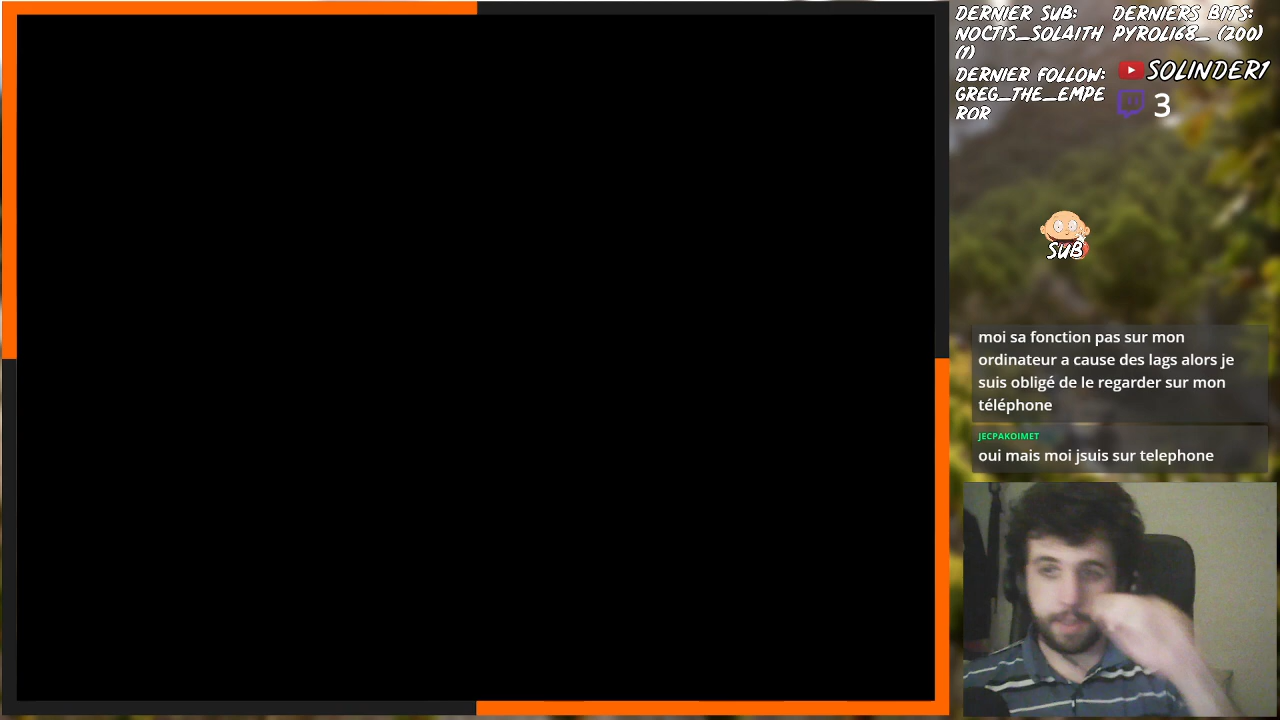 DERNIER SUB:
NOCTIS_SOLAITH
(1)
DERNIER FOLLOW:
GREG_THE_EMPE
ROR
DERNIERS BITS:
PYROLI68_ (200)
SOLINDER1
3
SUB
moi sa fonction pas sur mon
ordinateur a cause des lags alors je
suis obligé de le regarder sur mon
téléphone
JECPAKOIMET
oui mais moi jsuis sur telephone